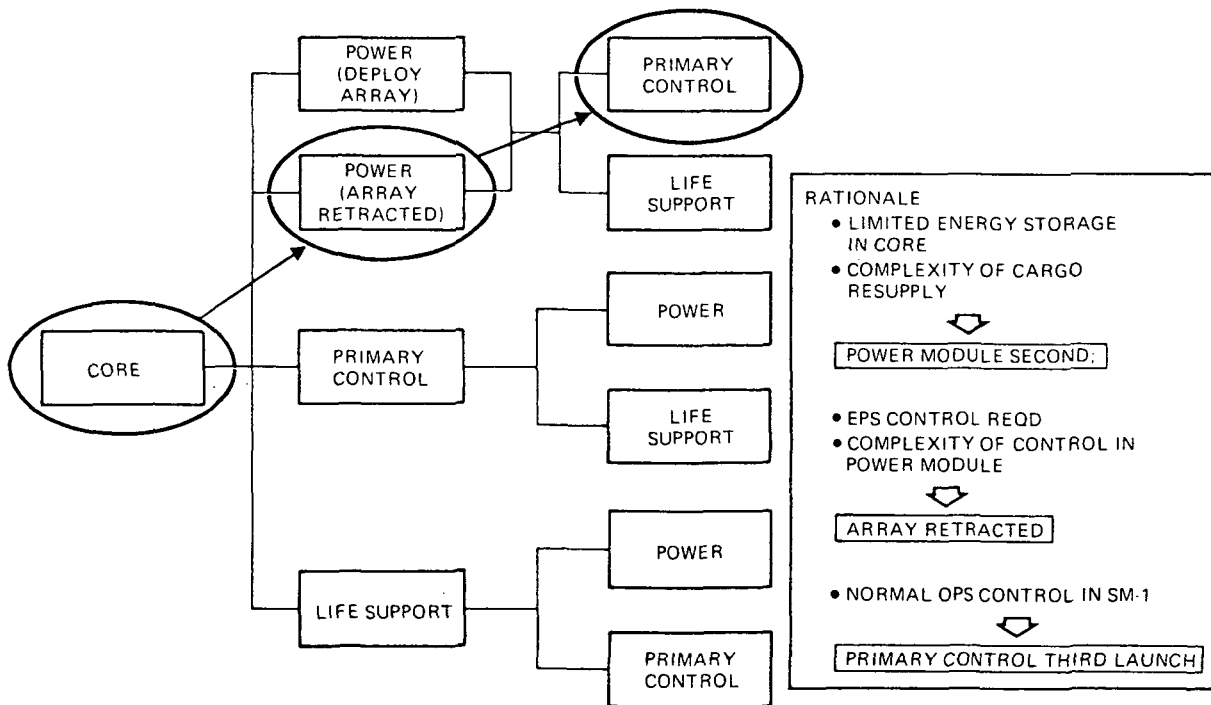 POWER
(DEPLOY
ARRAY)
PRIMARY
CONTROL
POWER
(ARRAY
RETRACTED)
LIFE
SUPPORT
CORE
PRIMARY
CONTROL
POWER
LIFE
SUPPORT
LIFE SUPPORT
POWER
PRIMARY
CONTROL
RATIONALE
• LIMITED ENERGY STORAGE
IN CORE
• COMPLEXITY OF CARGO
RESUPPLY
POWER MODULE SECOND;
• EPS CONTROL REQD
• COMPLEXITY OF CONTROL IN
POWER MODULE
ARRAY RETRACTED
• NORMAL OPS CONTROL IN SM-1
PRIMARY CONTROL THIRD LAUNCH